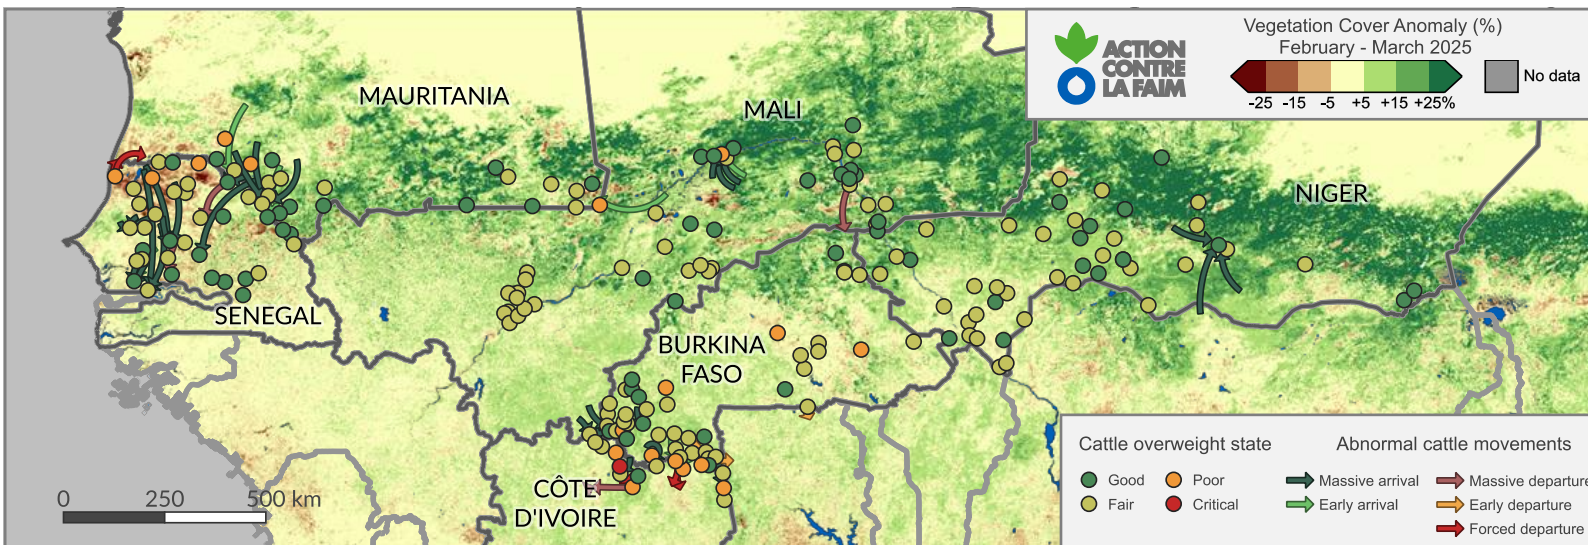 Vegetation Cover Anomaly (%)
February - March 2025
ACTION
CONTRE
LA FAIM
-25 -15 -5 +5 +15 +25%
No data
MAURITANIA
MALI
NIGER
SENEGAL
BURKINA
FASO
CÔTE
D'IVOIRE
0 250 500 km
Cattle overweight state
Good
Poor
Fair
Critical
Abnormal cattle movements
Massive arrival
Massive departure
Early arrival
Early departure
Forced departure